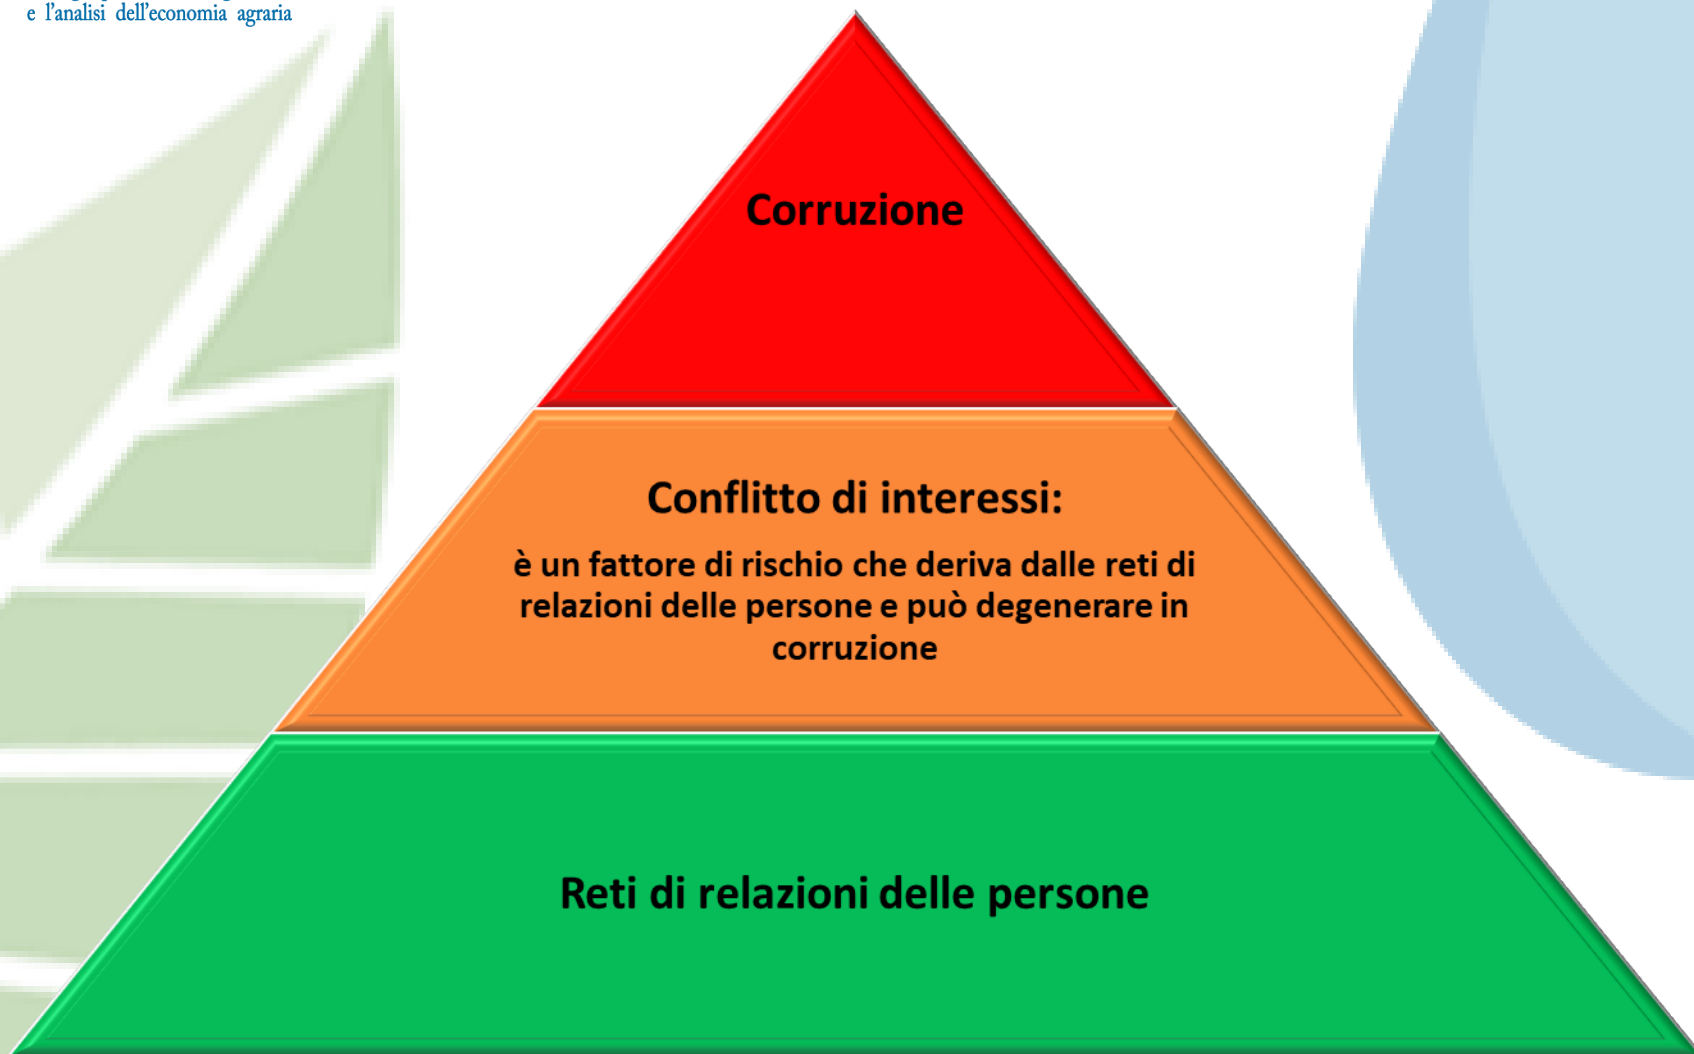 e l'analisi dell'economia agraria
Corruzione
Conflitto di interessi:
è un fattore di rischio che deriva dalle reti di
relazioni delle persone e può degenerare in
corruzione
Reti di relazioni delle persone